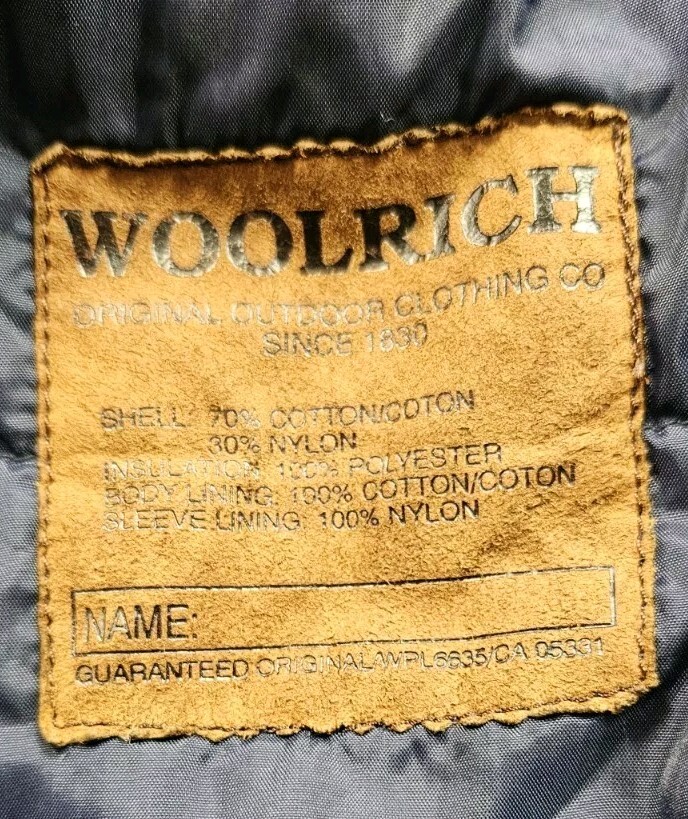 WOOLRICH
ORIGINAL OUTDOOR CLOTHING CO
SINCE 1830
SHELL: 70% COTTON/COTON
30% NYLON
INSULATION: 100% POLYESTER
BODY LINING: 100% COTTON/COTON
SLEEVE LINING: 100% NYLON
NAME:
GUARANTEED ORIGINAL/WPL6635/CA 05331